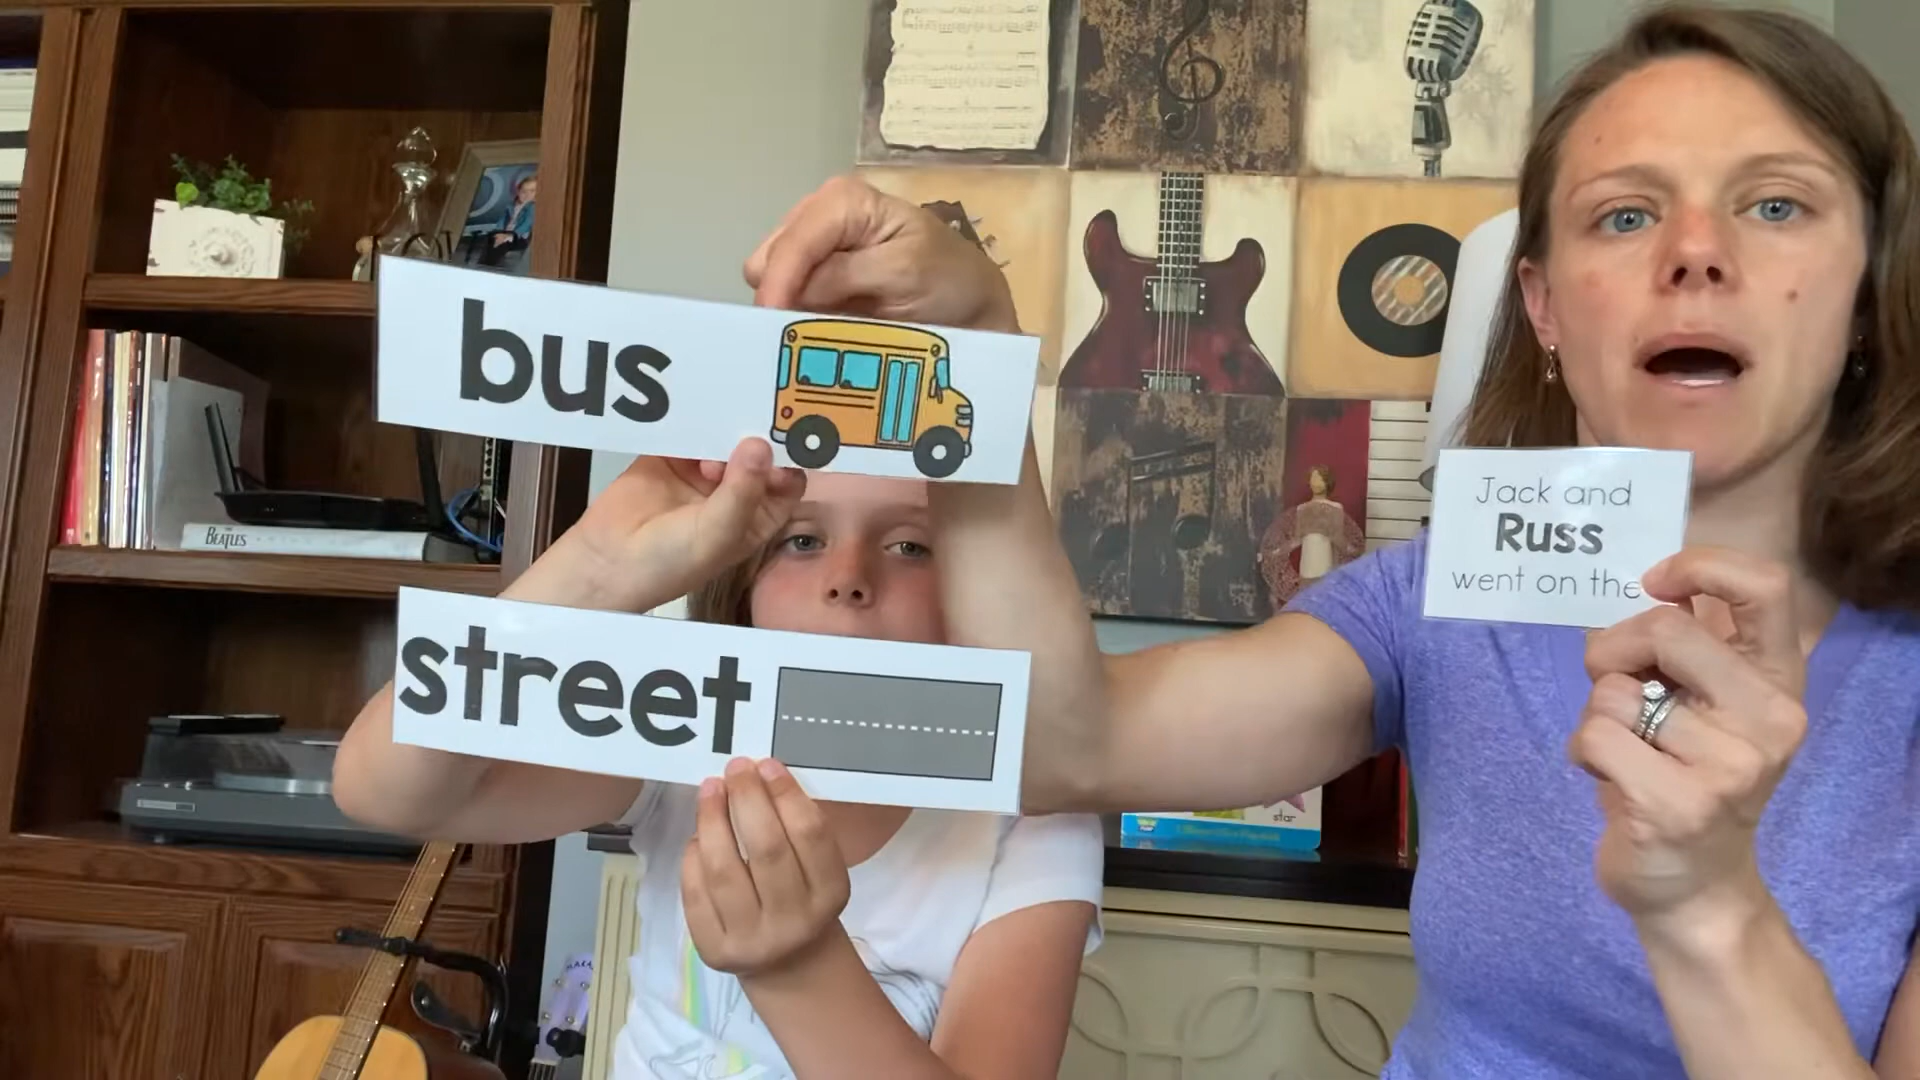 bus
street
Jack and
Russ
went on the
THE
BEATLES
star